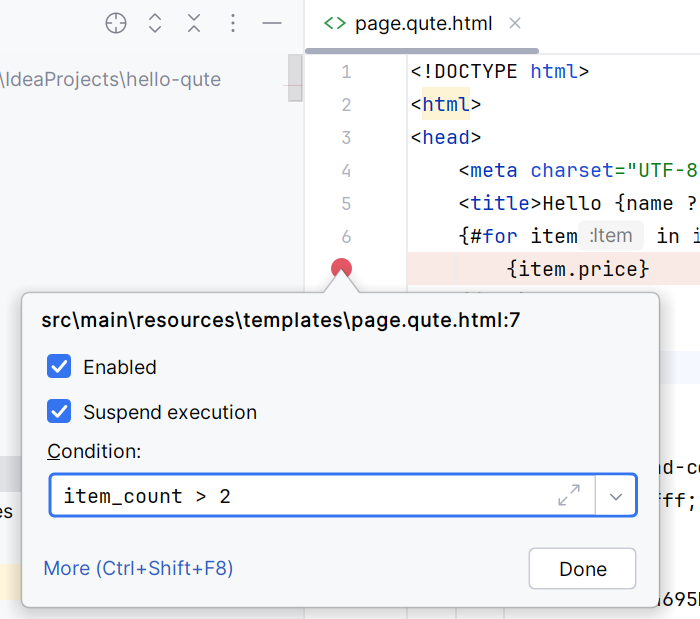 page.qute.html
\IdeaProjects\hello-qute
1 <!DOCTYPE html>
2 <html>
3 <head>
4 <meta charset="UTF-8
5 <title>Hello {name ?
6 {#for item :Item in i
{item.price}
src\main\resources\templates\page.qute.html:7
Enabled
Suspend execution
Condition:
item_count > 2
More (Ctrl+Shift+F8)
Done
nd-c
es
fff;
695